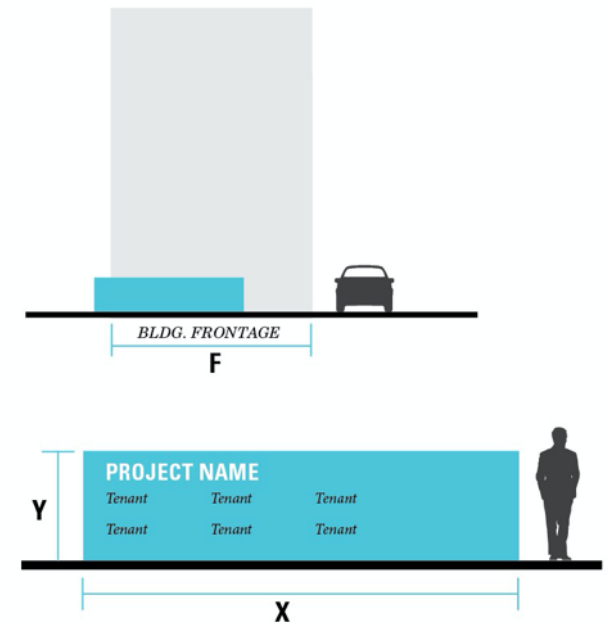 BLDG. FRONTAGE
F
PROJECT NAME
Tenant Tenant Tenant
Y
Tenant Tenant Tenant
X